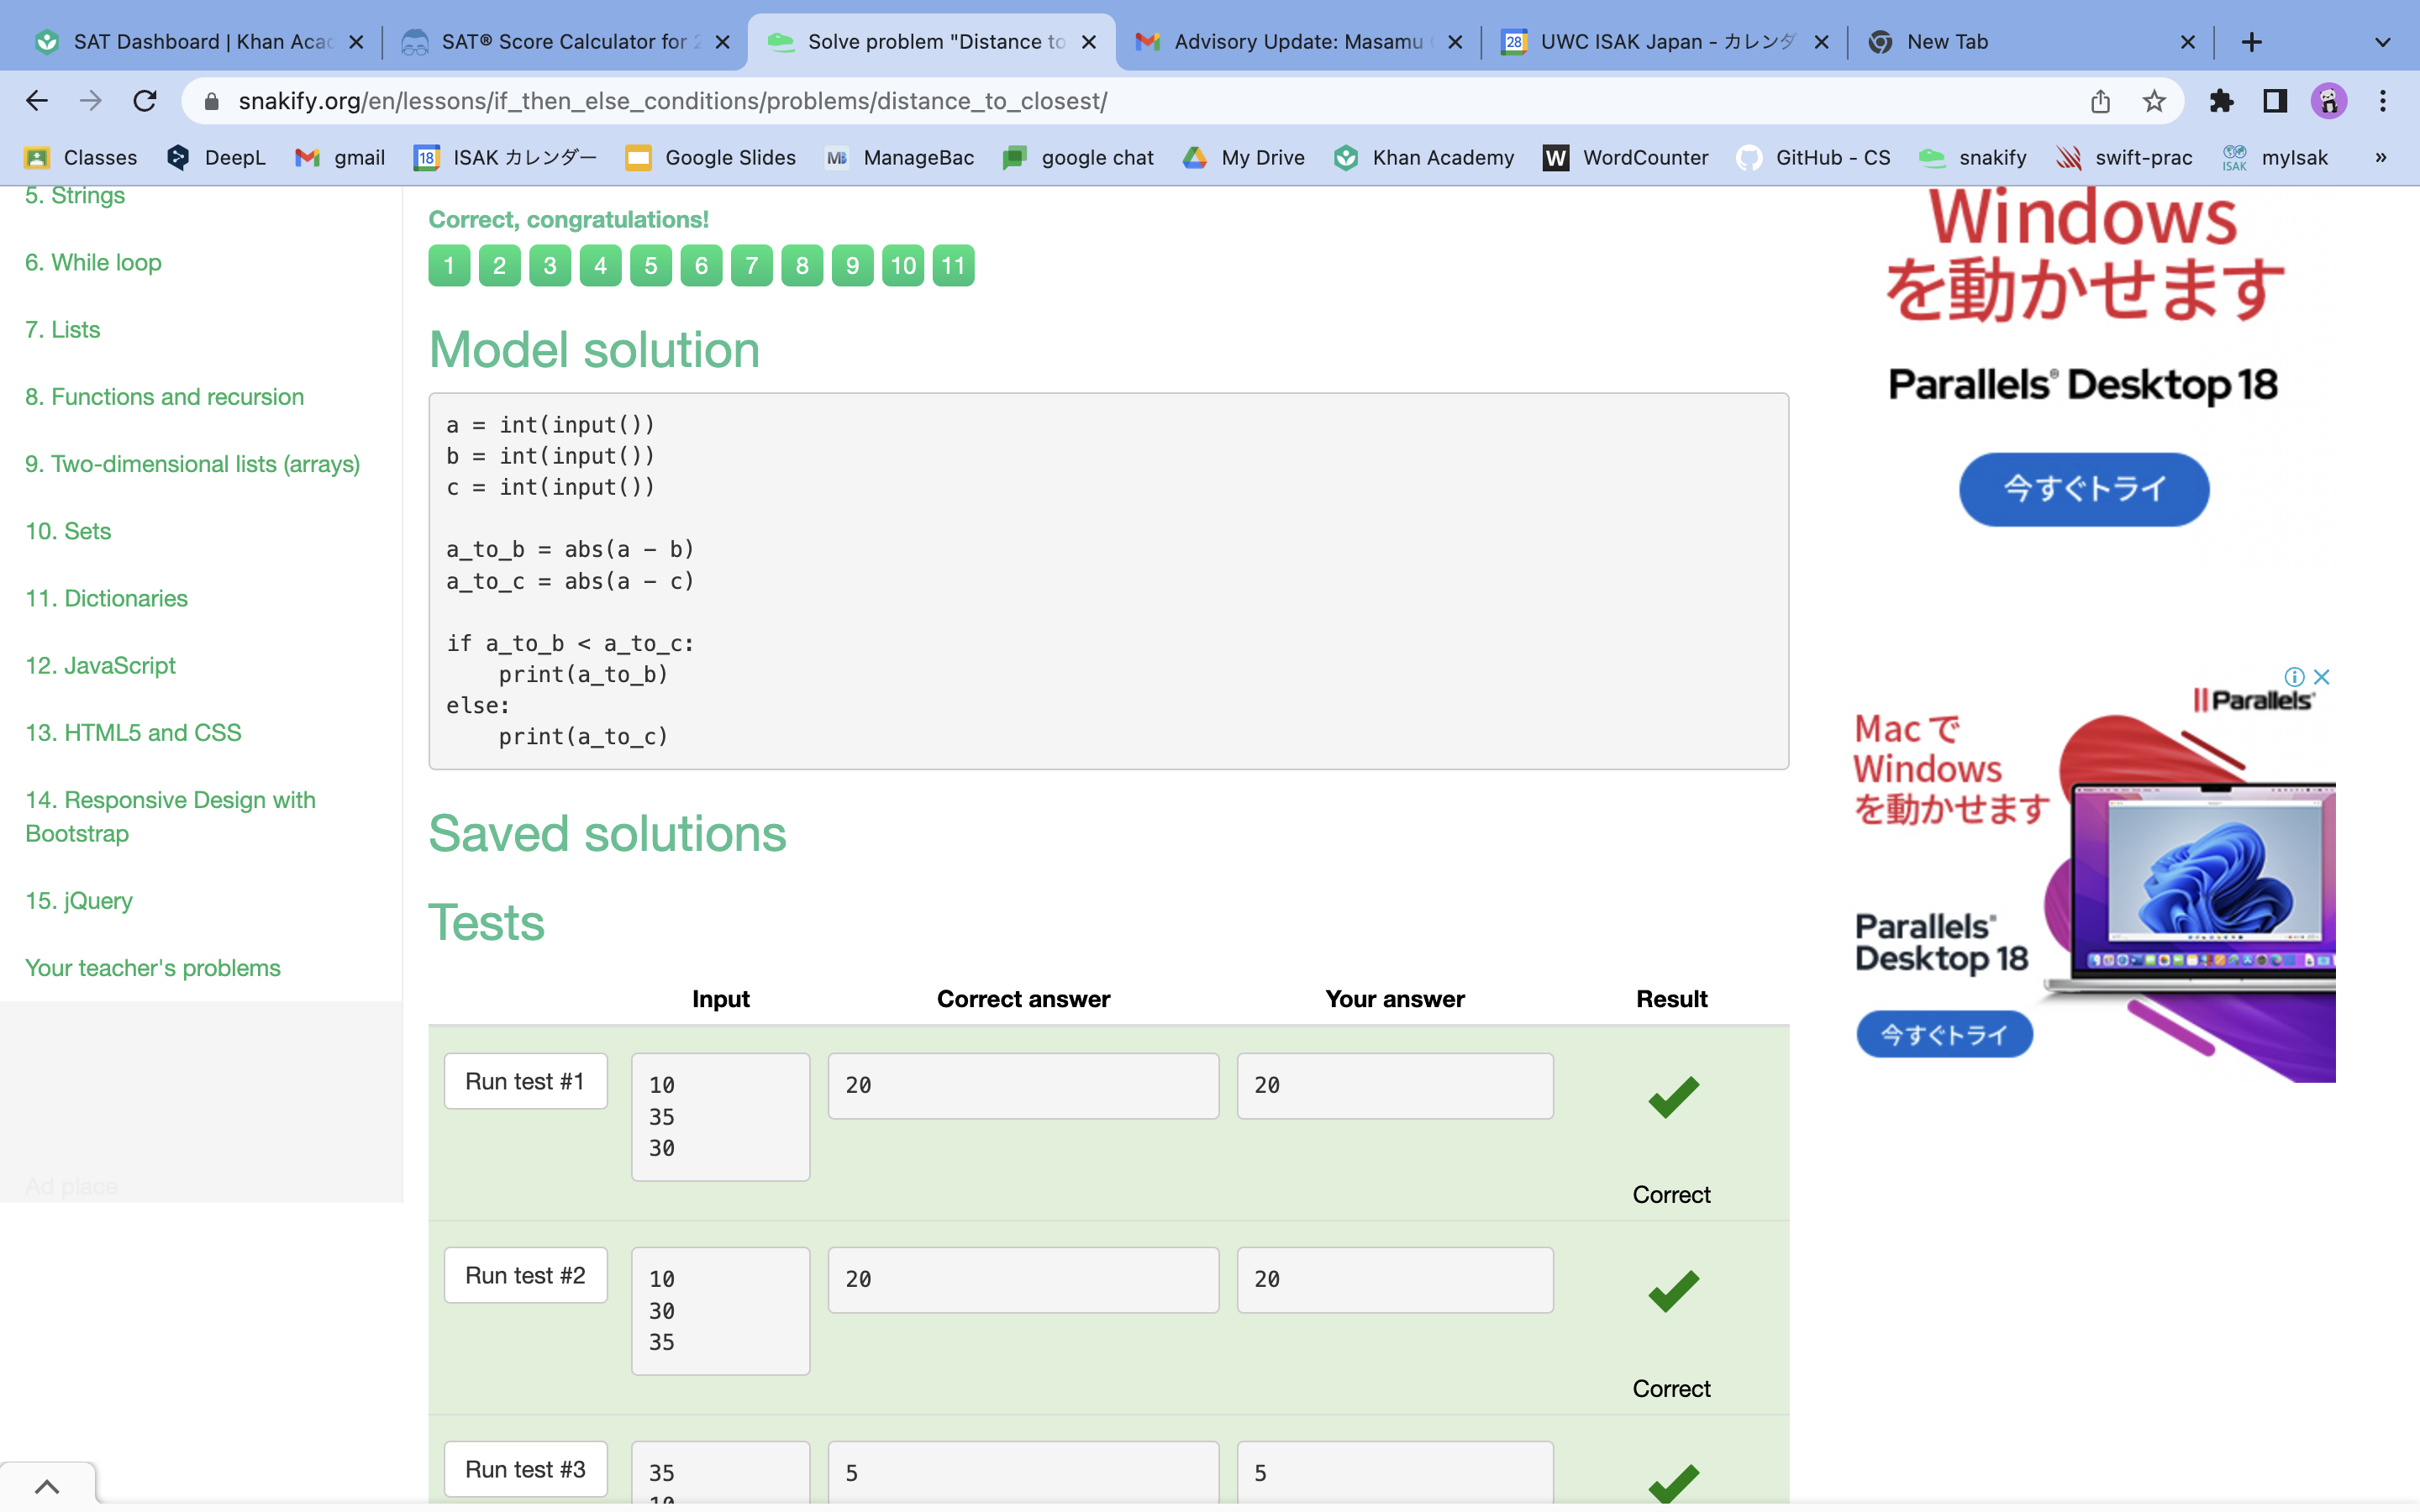 SAT Dashboard | Khan Aca
SAT® Score Calculator for
Solve problem "Distance to
Advisory Update: Masamu
28 UWC ISAK Japan - カレンダ
New Tab
snakify.org/en/lessons/if_then_else_conditions/problems/distance_to_closest/
Classes
DeepL
gmail
18 ISAK カレンダー
Google Slides
MB ManageBac
google chat
My Drive
Khan Academy
W WordCounter
GitHub - CS
snakify
swift-prac
ISAK myIsak
»
5. Strings
6. While loop
7. Lists
8. Functions and recursion
9. Two-dimensional lists (arrays)
10. Sets
11. Dictionaries
12. JavaScript
13. HTML5 and CSS
14. Responsive Design with
Bootstrap
15. jQuery
Your teacher's problems
Ad place
Correct, congratulations!
1 2 3 4 5 6 7 8 9 10 11
Model solution
a = int(input())
b = int(input())
c = int(input())
a_to_b = abs(a - b)
a_to_c = abs(a - c)
if a_to_b < a_to_c:
    print(a_to_b)
else:
    print(a_to_c)
Saved solutions
Tests
Input Correct answer Your answer Result
Run test #1
10
35
30
20
20
Correct
Run test #2
10
30
35
20
20
Correct
Run test #3
35
10
5
5
Windows
を動かせます
Parallels® Desktop 18
今すぐトライ
Parallels®
Mac で
Windows
を動かせます
Parallels®
Desktop 18
今すぐトライ